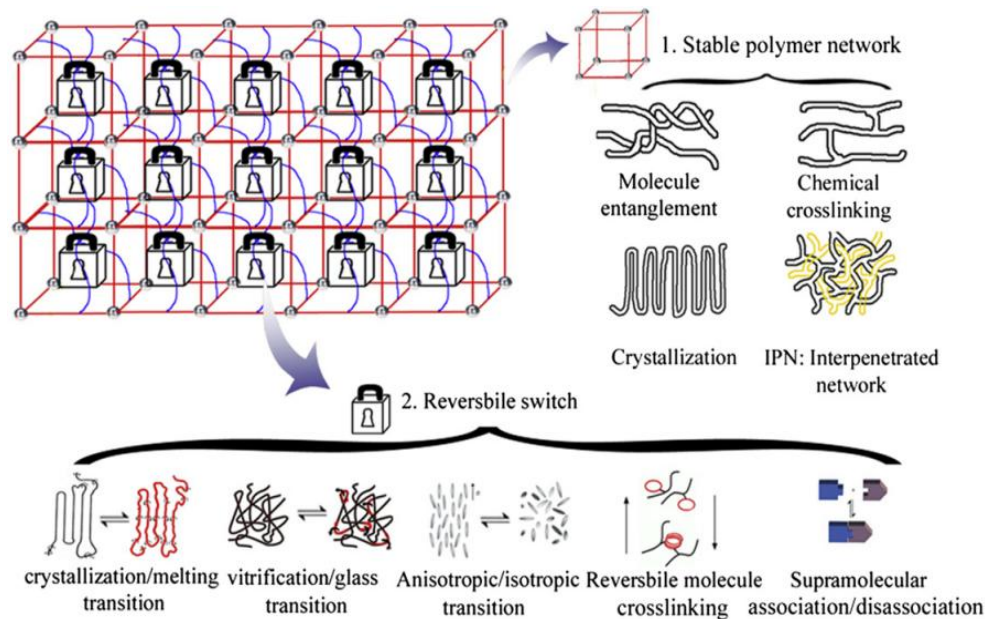 1. Stable polymer network
Molecule
entanglement
Chemical
crosslinking
Crystallization
IPN: Interpenetrated
network
2. Reversbile switch
crystallization/melting
transition
vitrification/glass
transition
Anisotropic/isotropic
transition
Reversbile molecule
crosslinking
Supramolecular
association/disassociation